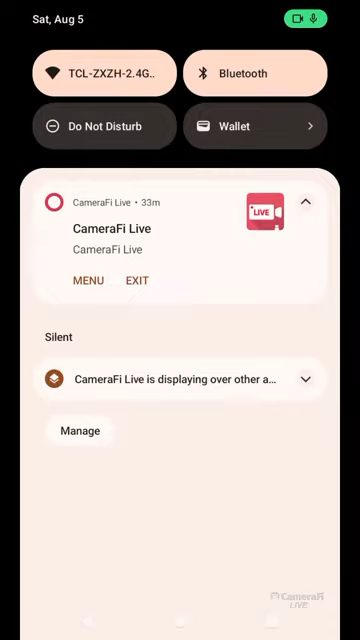 Sat, Aug 5
TCL-ZXZH-2.4G..
Bluetooth
Do Not Disturb
Wallet
CameraFi Live • 33m
LIVE
CameraFi Live
CameraFi Live
MENU EXIT
Silent
CameraFi Live is displaying over other a...
Manage
CameraFi
LIVE